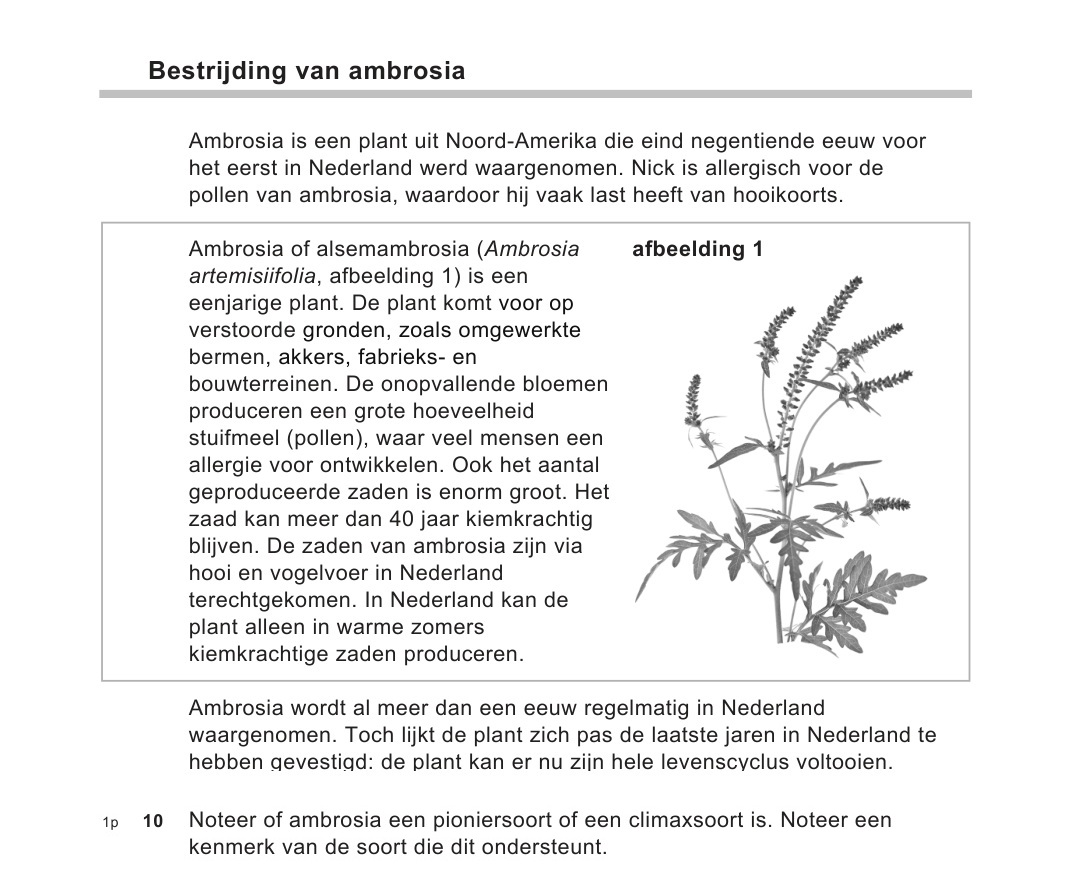 Bestrijding van ambrosia
Ambrosia is een plant uit Noord-Amerika die eind negentiende eeuw voor
het eerst in Nederland werd waargenomen. Nick is allergisch voor de
pollen van ambrosia, waardoor hij vaak last heeft van hooikoorts.
Ambrosia of alsemambrosia (Ambrosia
artemisiifolia, afbeelding 1) is een
eenjarige plant. De plant komt voor op
verstoorde gronden, zoals omgewerkte
bermen, akkers, fabrieks- en
bouwterreinen. De onopvallende bloemen
produceren een grote hoeveelheid
stuifmeel (pollen), waar veel mensen een
allergie voor ontwikkelen. Ook het aantal
geproduceerde zaden is enorm groot. Het
zaad kan meer dan 40 jaar kiemkrachtig
blijven. De zaden van ambrosia zijn via
hooi en vogelvoer in Nederland
terechtgekomen. In Nederland kan de
plant alleen in warme zomers
kiemkrachtige zaden produceren.
afbeelding 1
Ambrosia wordt al meer dan een eeuw regelmatig in Nederland
waargenomen. Toch lijkt de plant zich pas de laatste jaren in Nederland te
hebben gevestigd: de plant kan er nu zijn hele levenscyclus voltooien.
1p 10 Noteer of ambrosia een pioniersoort of een climaxsoort is. Noteer een
kenmerk van de soort die dit ondersteunt.